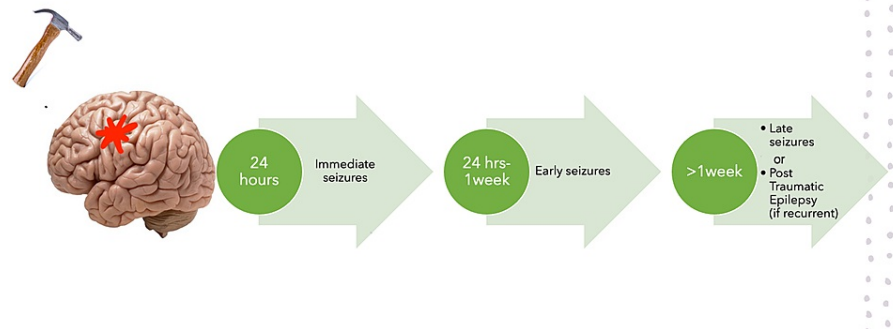 24
hours
Immediate
seizures
24 hrs-
1week
Early seizures
>1week
• Late
seizures
or
• Post
Traumatic
Epilepsy
(if recurrent)